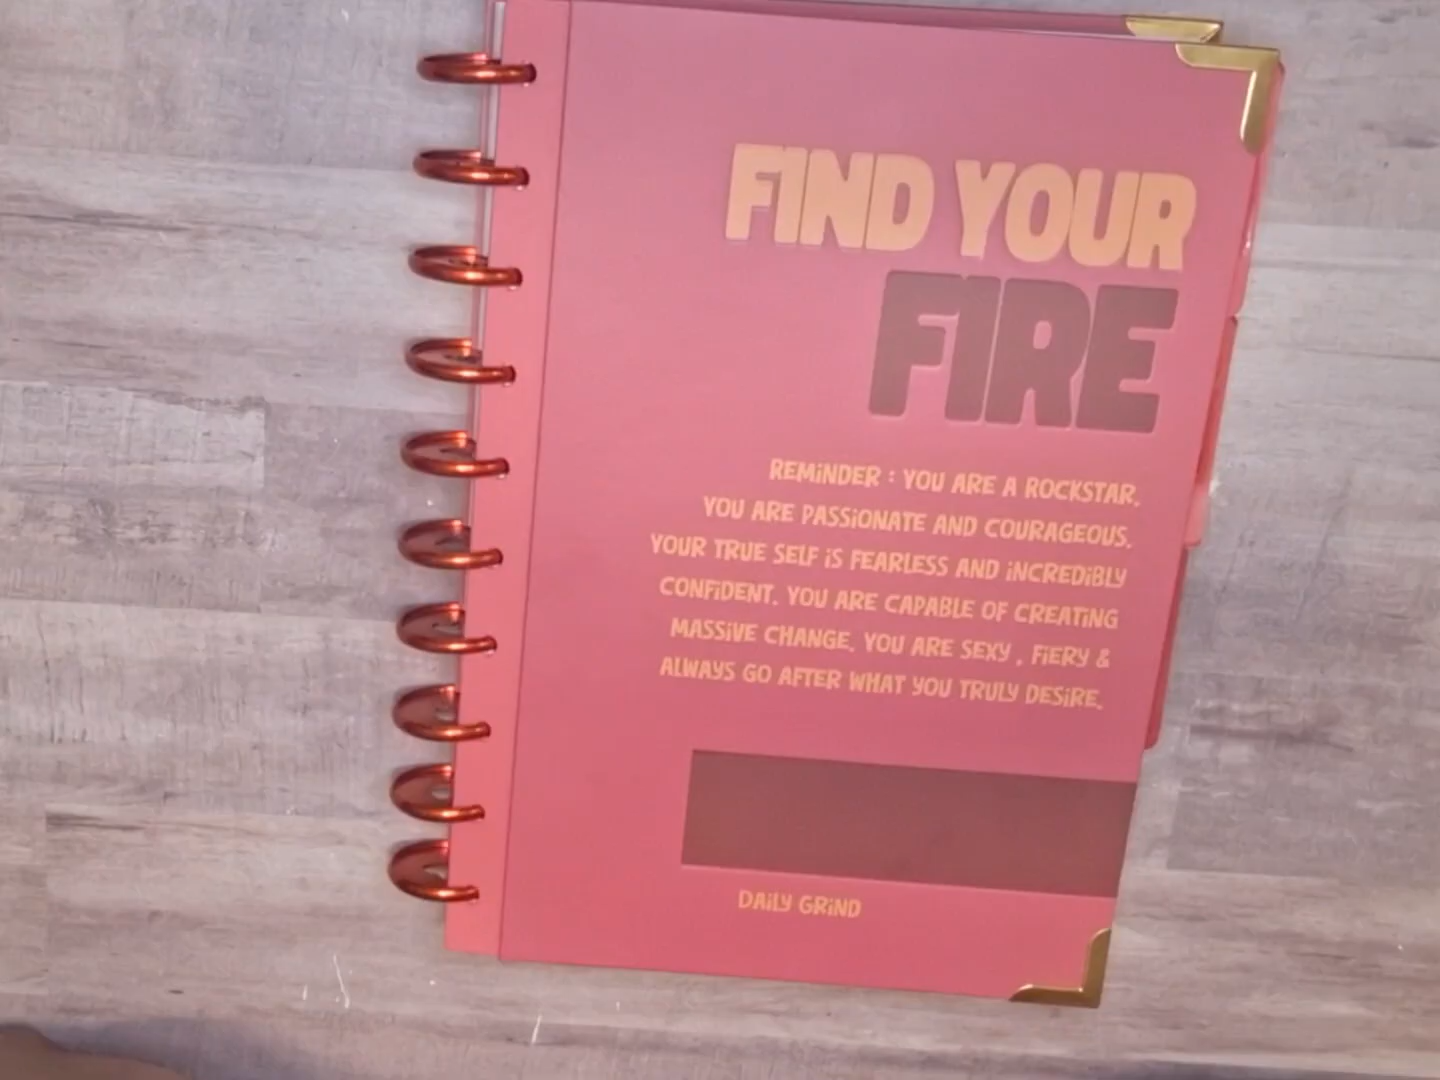 FIND YOUR
FIRE
REMINDER : YOU ARE A ROCKSTAR.
YOU ARE PASSIONATE AND COURAGEOUS.
YOUR TRUE SELF IS FEARLESS AND INCREDIBLY
CONFIDENT. YOU ARE CAPABLE OF CREATING
MASSIVE CHANGE. YOU ARE SEXY , FIERY &
ALWAYS GO AFTER WHAT YOU TRULY DESIRE.
DAILY GRIND